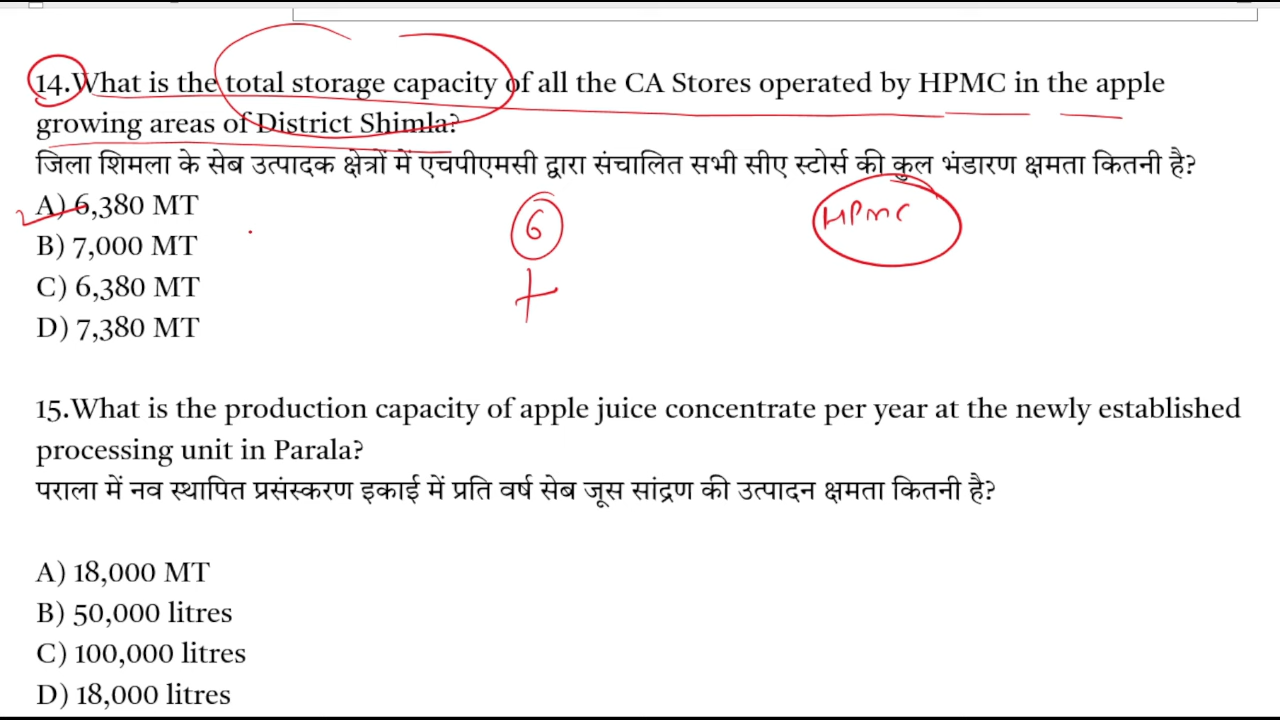 14.What is the total storage capacity of all the CA Stores operated by HPMC in the apple
growing areas of District Shimla?
जिला शिमला के सेब उत्पादक क्षेत्रों में एचपीएमसी द्वारा संचालित सभी सीए स्टोर्स की कुल भंडारण क्षमता कितनी है?
A) 6,380 MT
B) 7,000 MT
C) 6,380 MT
D) 7,380 MT
6
HPMC
15.What is the production capacity of apple juice concentrate per year at the newly established
processing unit in Parala?
पराला में नव स्थापित प्रसंस्करण इकाई में प्रति वर्ष सेब जूस सांद्रण की उत्पादन क्षमता कितनी है?
A) 18,000 MT
B) 50,000 litres
C) 100,000 litres
D) 18,000 litres